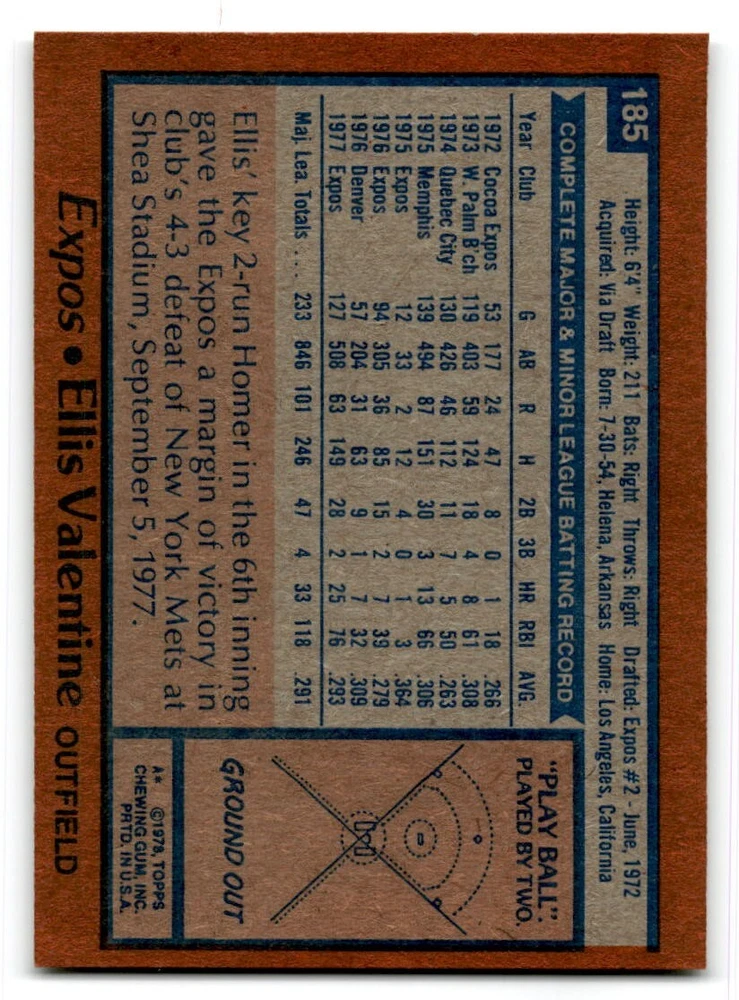 185
Height: 6'4" Weight: 211 Bats: Right Throws: Right Drafted: Expos #2 - June, 1972
Acquired: Via Draft Born: 7-30-54, Helena, Arkansas Home: Los Angeles, California
COMPLETE MAJOR & MINOR LEAGUE BATTING RECORD
Year Club G AB R H 2B 3B HR RBI AVG.
1972 Cocoa Expos 53 177 24 47 8 0 1 18 .266
1973 W. Palm B'ch 119 403 59 124 18 4 8 61 .308
1974 Quebec City 130 426 46 112 11 7 5 50 .263
1975 Memphis 139 494 87 151 30 3 13 66 .306
1975 Expos 12 33 2 12 4 0 1 3 .364
1976 Expos 94 305 36 85 15 2 7 39 .279
1976 Denver 57 204 31 63 9 1 7 32 .309
1977 Expos 127 508 63 149 28 2 25 76 .293
Maj. Lea. Totals .... 233 846 101 246 47 4 33 118 .291
Ellis' key 2-run Homer in the 6th inning
gave the Expos a margin of victory in
club's 4-3 defeat of New York Mets at
Shea Stadium, September 5, 1977.
"PLAY BALL".
PLAYED BY TWO.
GROUND OUT
A* ©1978 TOPPS
CHEWING GUM, INC.
PRTD. IN U.S.A.
Expos • Ellis Valentine OUTFIELD